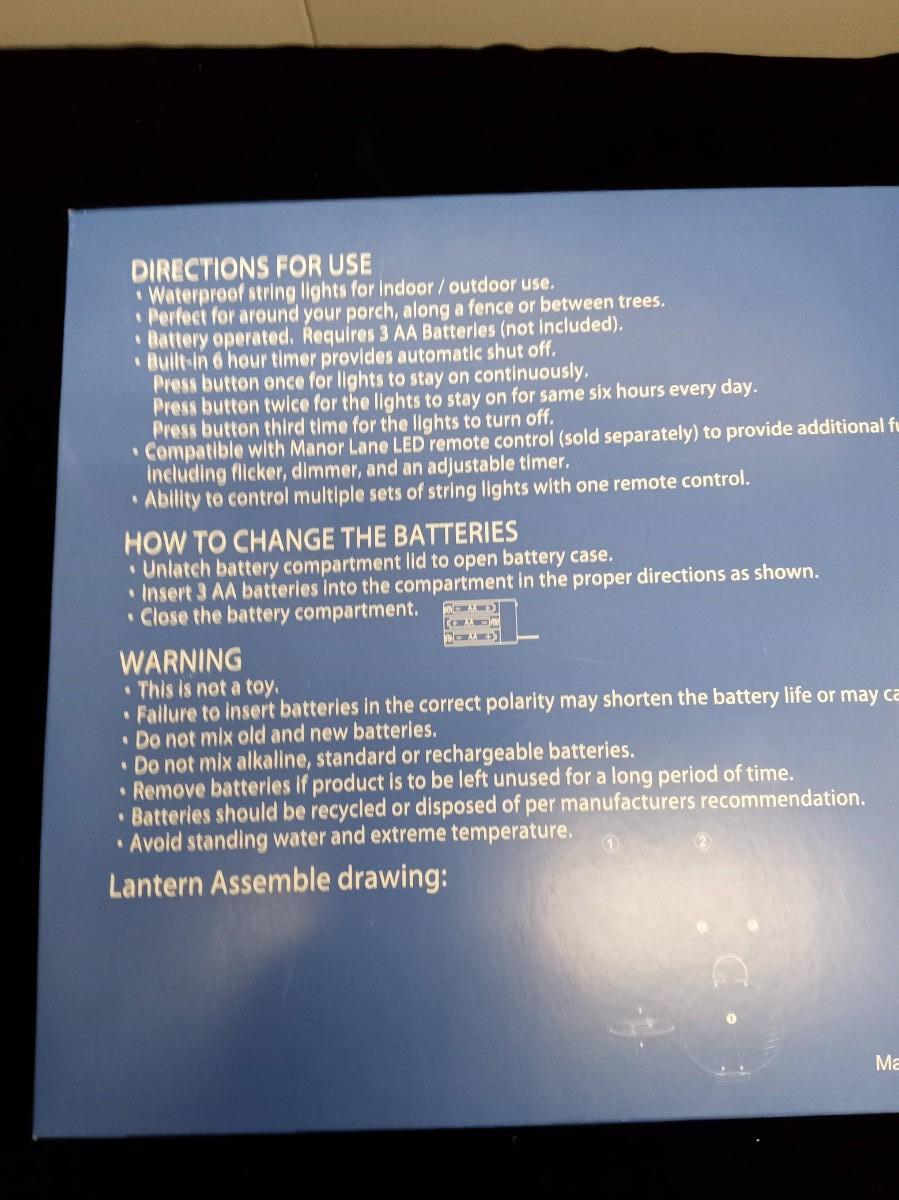 DIRECTIONS FOR USE
• Waterproof string lights for indoor / outdoor use.
• Perfect for around your porch, along a fence or between trees.
• Battery operated. Requires 3 AA Batteries (not included).
• Built-in 6 hour timer provides automatic shut off.
Press button once for lights to stay on continuously.
Press button twice for the lights to stay on for same six hours every day.
Press button third time for the lights to turn off.
• Compatible with Manor Lane LED remote control (sold separately) to provide additional
including flicker, dimmer, and an adjustable timer.
• Ability to control multiple sets of string lights with one remote control.
HOW TO CHANGE THE BATTERIES
• Unlatch battery compartment lid to open battery case.
• Insert 3 AA batteries into the compartment in the proper directions as shown.
• Close the battery compartment.
- AA +
+ AA -
- AA +
WARNING
• This is not a toy.
• Failure to insert batteries in the correct polarity may shorten the battery life or may
• Do not mix old and new batteries.
• Do not mix alkaline, standard or rechargeable batteries.
• Remove batteries if product is to be left unused for a long period of time.
• Batteries should be recycled or disposed of per manufacturers recommendation.
• Avoid standing water and extreme temperature.
1 2
Lantern Assemble drawing: